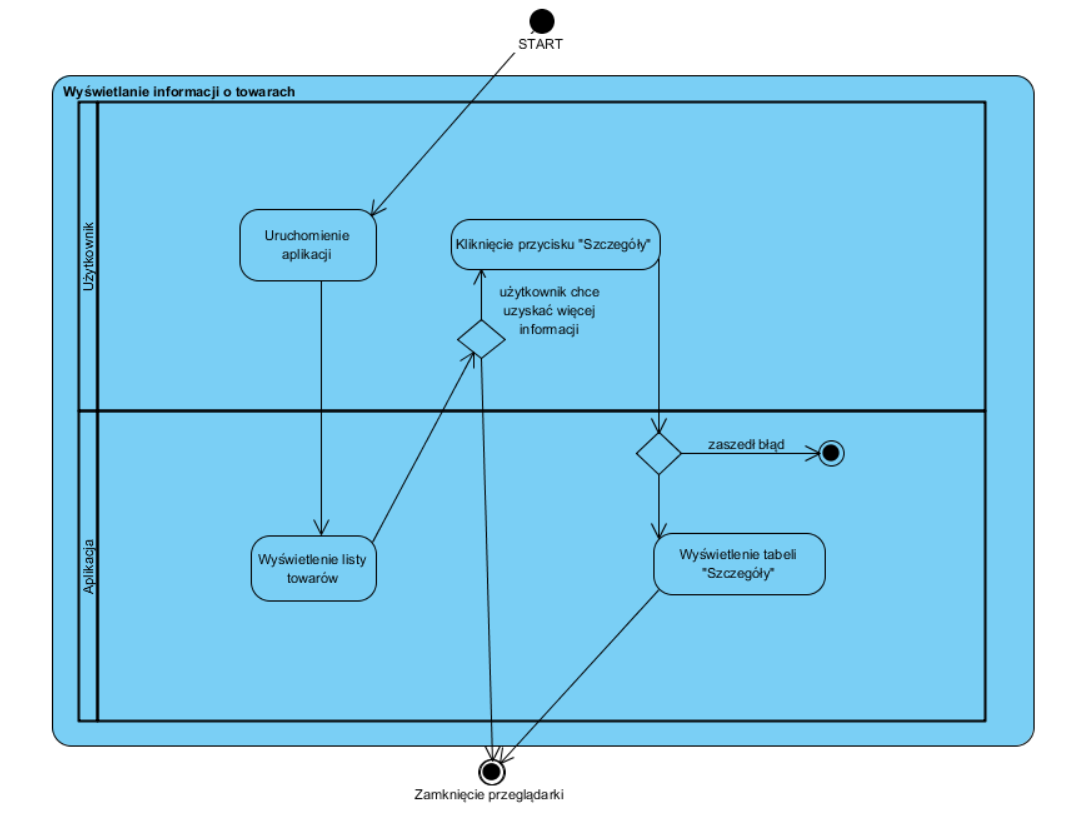 START
Wyświetlanie informacji o towarach
Użytkownik
Uruchomienie
aplikacji
Kliknięcie przycisku "Szczegóły"
użytkownik chce
uzyskać więcej
informacji
Aplikacja
zaszedł błąd
Wyświetlenie listy
towarów
Wyświetlenie tabeli
"Szczegóły"
Zamknięcie przeglądarki